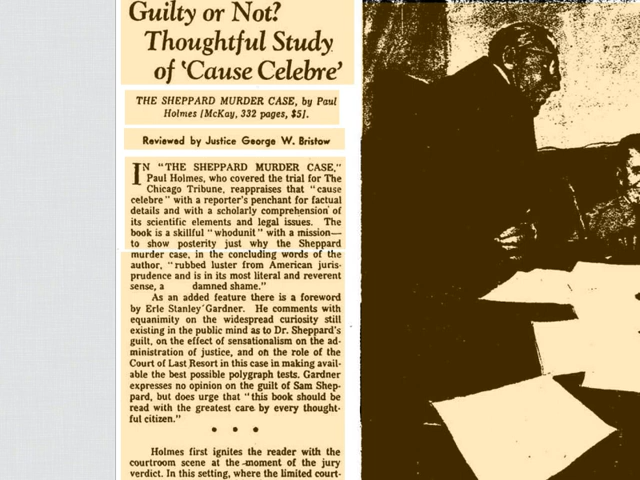 Guilty or Not?
Thoughtful Study
of 'Cause Celebre'
THE SHEPPARD MURDER CASE, by Paul
Holmes [McKay, 332 pages, $5].
Reviewed by Justice George W. Bristow
IN "THE SHEPPARD MURDER CASE,"
Paul Holmes, who covered the trial for The
Chicago Tribune, reappraises that "cause
celebre" with a reporter's penchant for factual
details and with a scholarly comprehension of
its scientific elements and legal issues. The
book is a skillful "whodunit" with a mission—
to show posterity just why the Sheppard
murder case, in the concluding words of the
author, "rubbed luster from American juris-
prudence and is in its most literal and reverent
sense, a damned shame."
As an added feature there is a foreword
by Erle Stanley Gardner. He comments with
equanimity on the widespread curiosity still
existing in the public mind as to Dr. Sheppard's
guilt, on the effect of sensationalism on the ad-
ministration of justice, and on the role of the
Court of Last Resort in this case in making avail-
able the best possible polygraph tests. Gardner
expresses no opinion on the guilt of Sam Shep-
pard, but does urge that "this book should be
read with the greatest care by every thought-
ful citizen."
• • •
Holmes first ignites the reader with the
courtroom scene at the moment of the jury
verdict. In this setting, where the limited court-